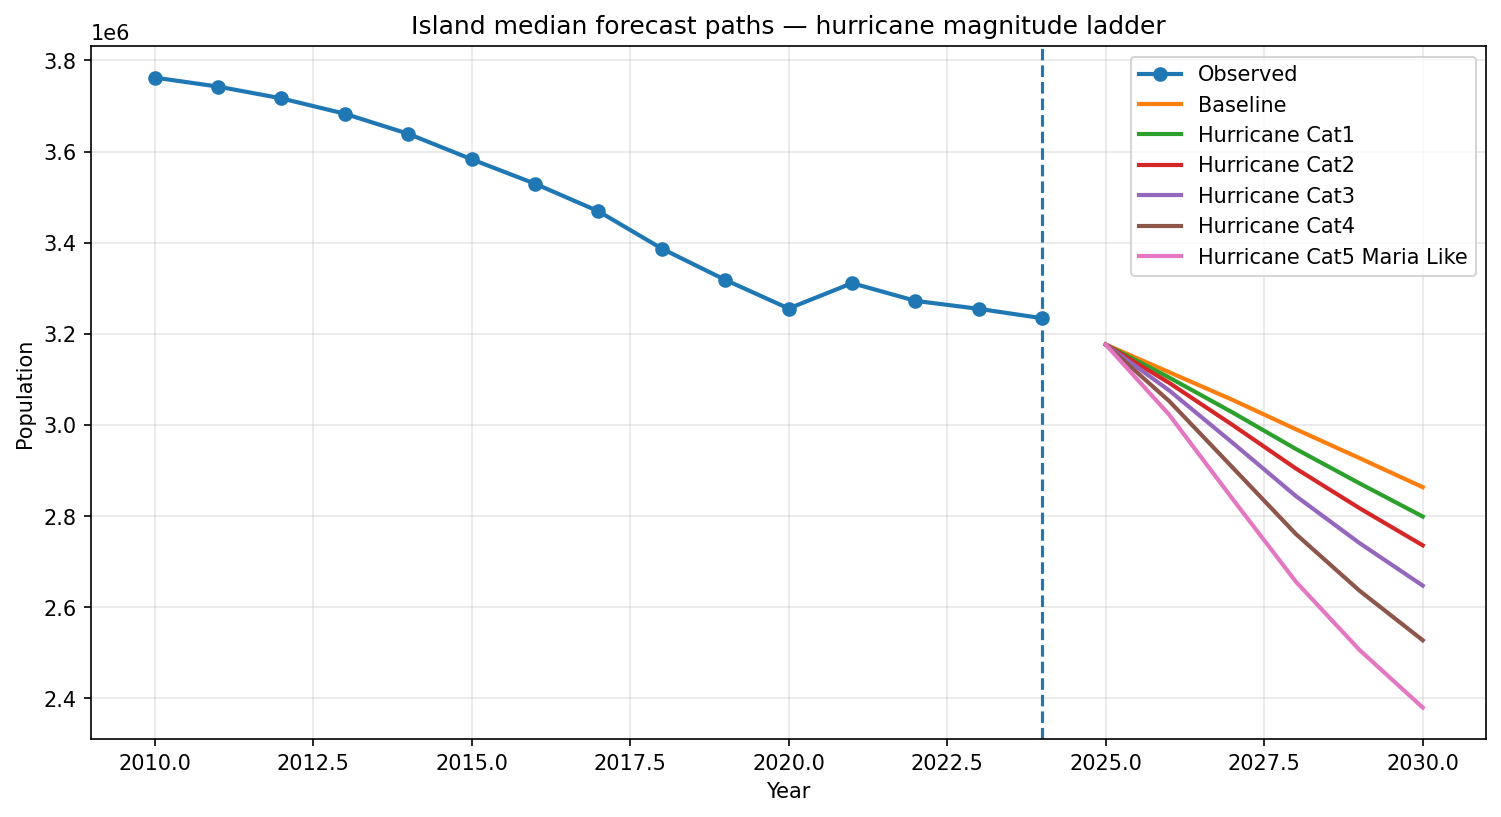 Island median forecast paths — hurricane magnitude ladder
1e6
3.8
3.6
3.4
3.2
3.0
2.8
2.6
2.4
Population
Observed
Baseline
Hurricane Cat1
Hurricane Cat2
Hurricane Cat3
Hurricane Cat4
Hurricane Cat5 Maria Like
2010.0 2012.5 2015.0 2017.5 2020.0 2022.5 2025.0 2027.5 2030.0
Year